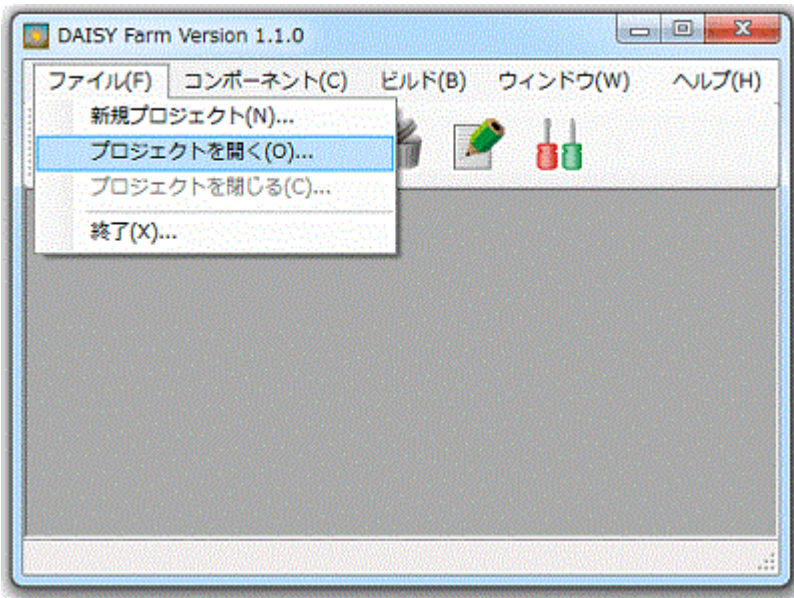 DAISY Farm Version 1.1.0
ファイル(F) コンポーネント(C) ビルド(B) ウィンドウ(W) ヘルプ(H)
新規プロジェクト(N)...
プロジェクトを開く(O)...
プロジェクトを閉じる(C)...
終了(X)...